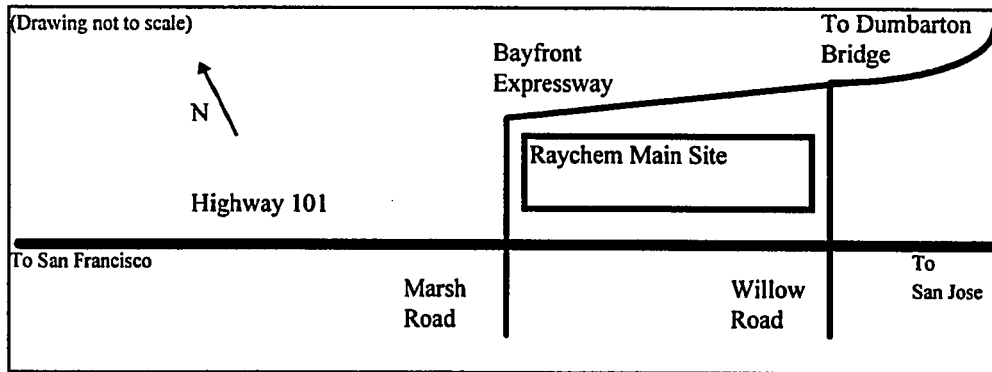 (Drawing not to scale)
To Dumbarton
Bridge
Bayfront
Expressway
N
Raychem Main Site
Highway 101
To San Francisco
To
San Jose
Marsh
Road
Willow
Road